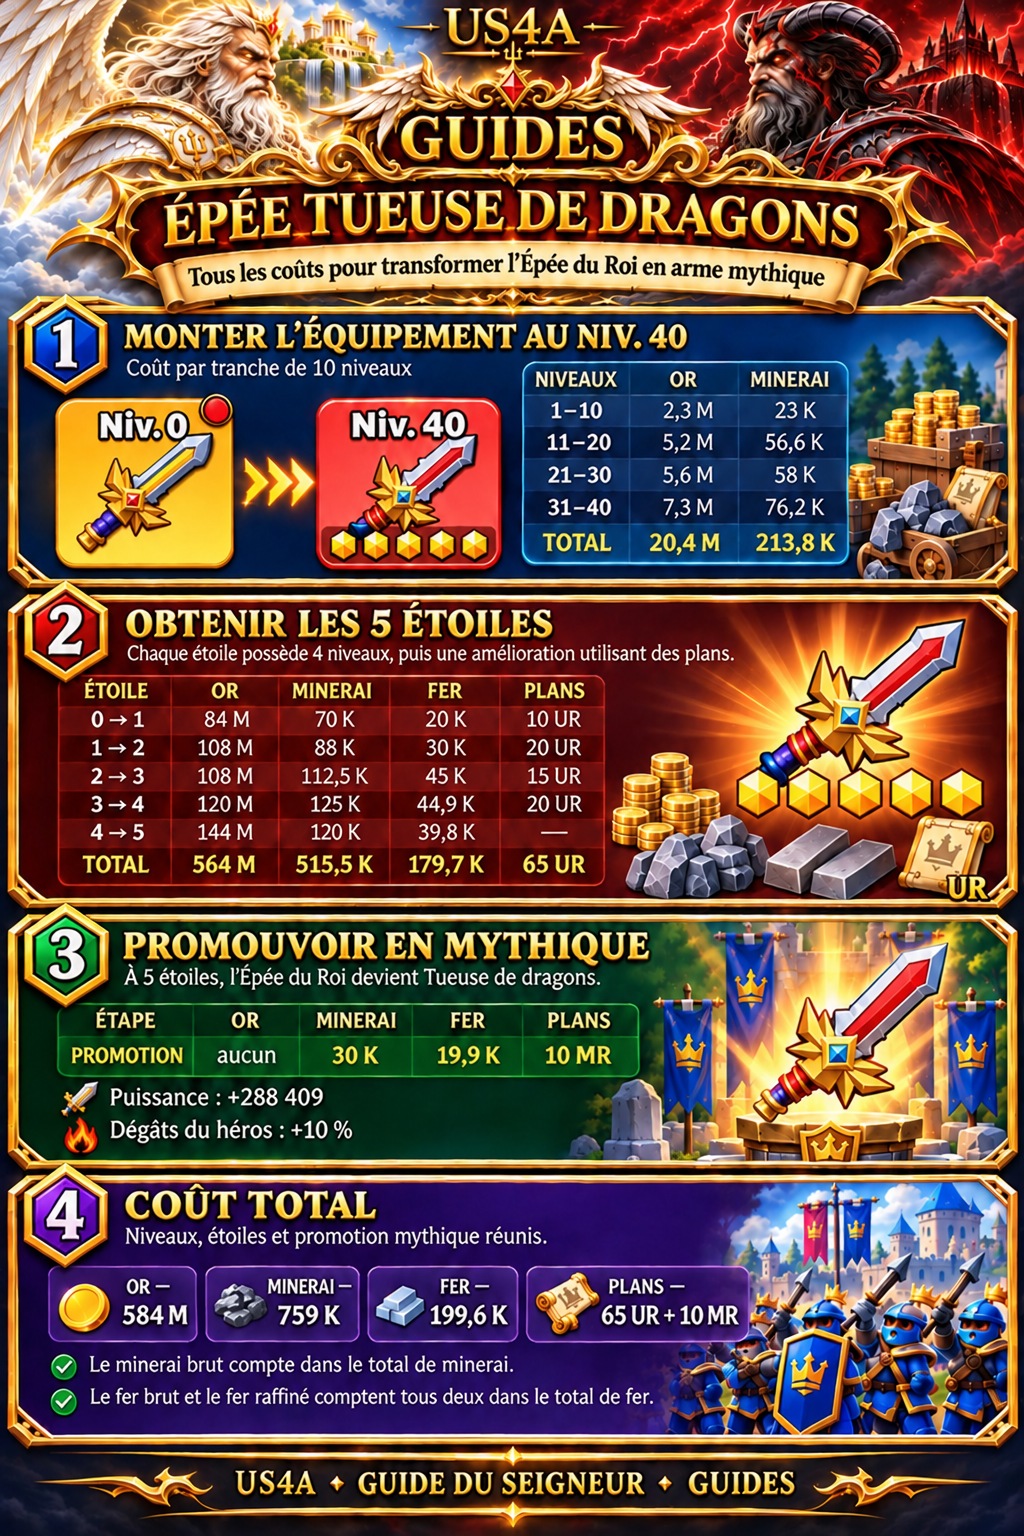 US4A
GUIDES
ÉPÉE TUEUSE DE DRAGONS
Tous les coûts pour transformer l'Épée du Roi en arme mythique
1 MONTER L'ÉQUIPEMENT AU NIV. 40
Coût par tranche de 10 niveaux
Niv. 0
Niv. 40
NIVEAUX OR MINERAI
1–10 2,3 M 23 K
11–20 5,2 M 56,6 K
21–30 5,6 M 58 K
31–40 7,3 M 76,2 K
TOTAL 20,4 M 213,8 K
2 OBTENIR LES 5 ÉTOILES
Chaque étoile possède 4 niveaux, puis une amélioration utilisant des plans.
ÉTOILE OR MINERAI FER PLANS
0 → 1 84 M 70 K 20 K 10 UR
1 → 2 108 M 88 K 30 K 20 UR
2 → 3 108 M 112,5 K 45 K 15 UR
3 → 4 120 M 125 K 44,9 K 20 UR
4 → 5 144 M 120 K 39,8 K —
TOTAL 564 M 515,5 K 179,7 K 65 UR
UR
3 PROMOUVOIR EN MYTHIQUE
À 5 étoiles, l'Épée du Roi devient Tueuse de dragons.
ÉTAPE OR MINERAI FER PLANS
PROMOTION aucun 30 K 19,9 K 10 MR
Puissance : +288 409
Dégâts du héros : +10 %
4 COÛT TOTAL
Niveaux, étoiles et promotion mythique réunis.
OR — 584 M
MINERAI — 759 K
FER — 199,6 K
PLANS — 65 UR + 10 MR
Le minerai brut compte dans le total de minerai.
Le fer brut et le fer raffiné comptent tous deux dans le total de fer.
US4A ✦ GUIDE DU SEIGNEUR ✦ GUIDES